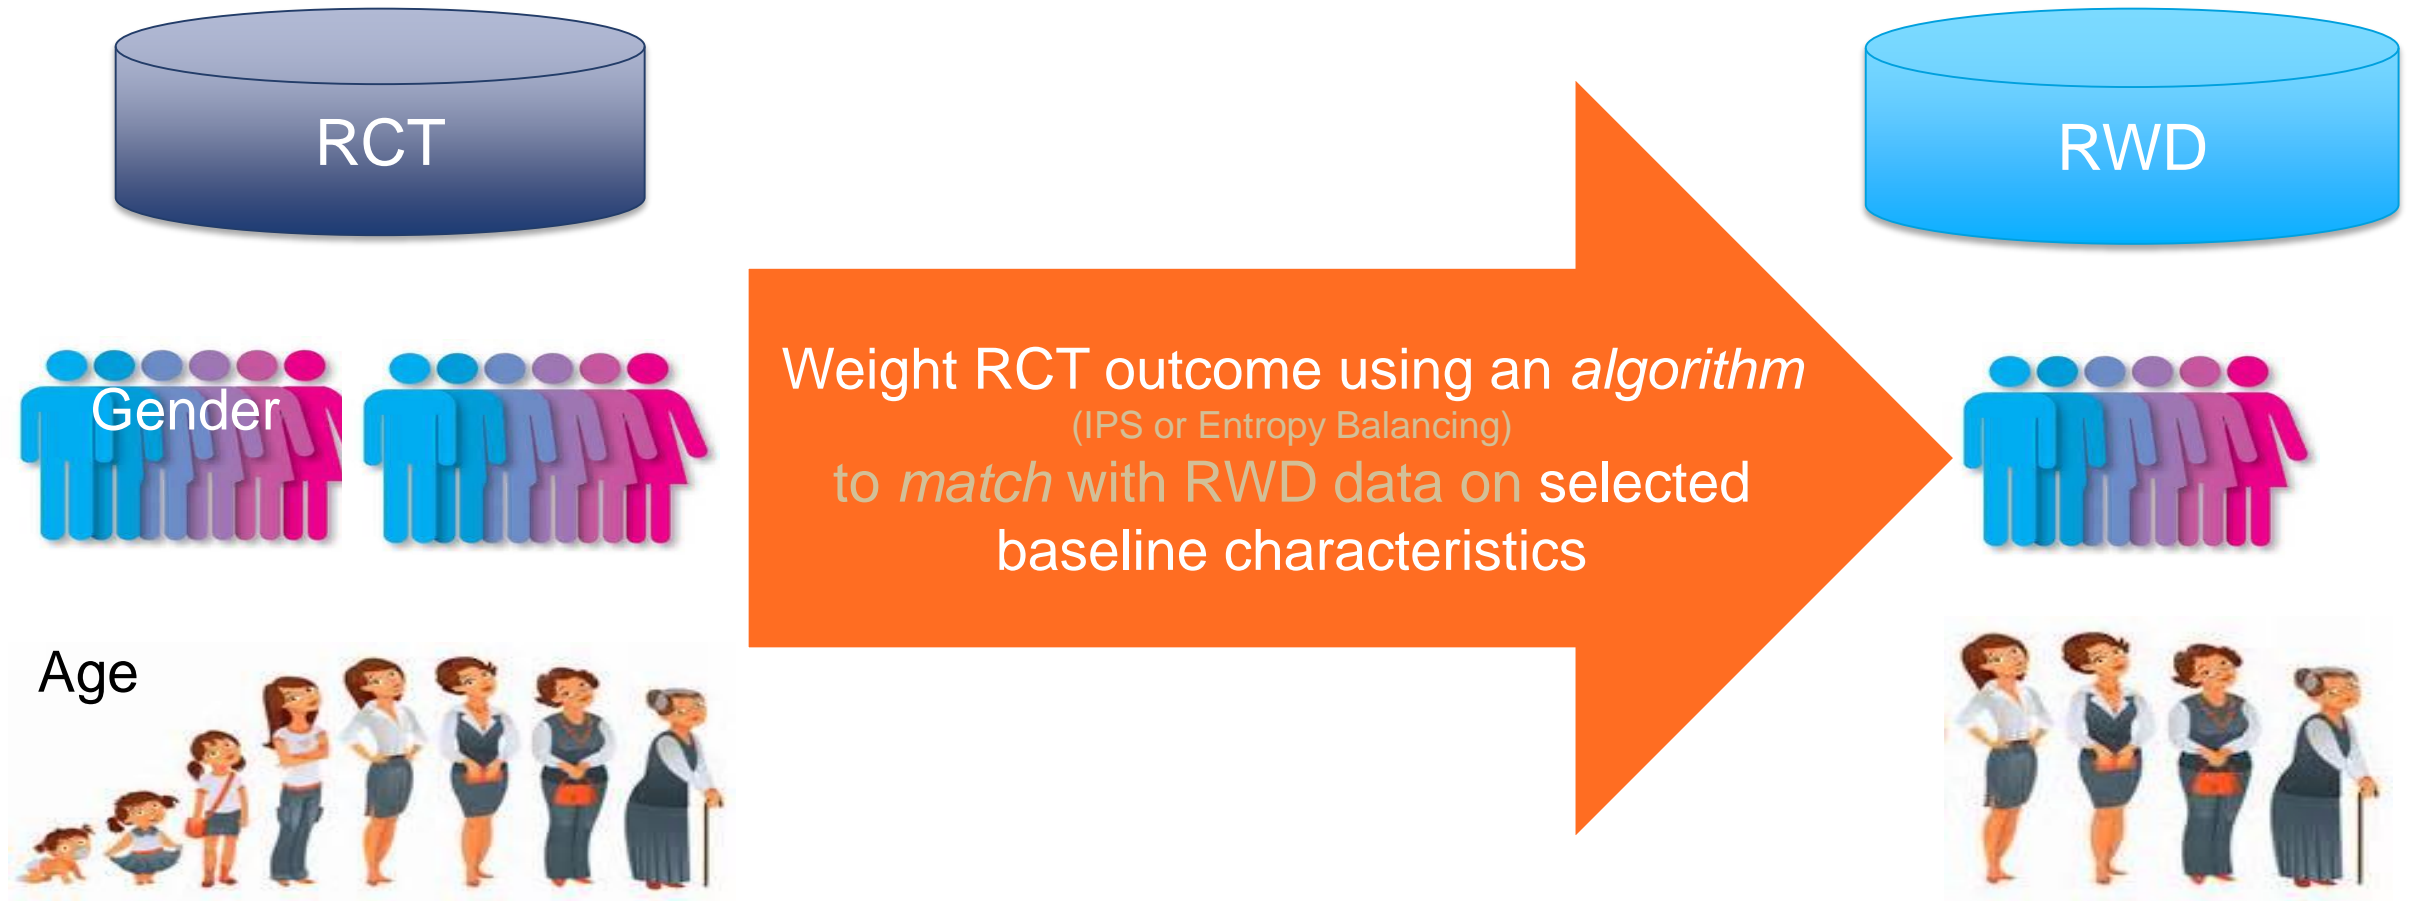 RCT
RWD
Gender
Weight RCT outcome using an algorithm
(IPS or Entropy Balancing)
to match with RWD data on selected
baseline characteristics
Age